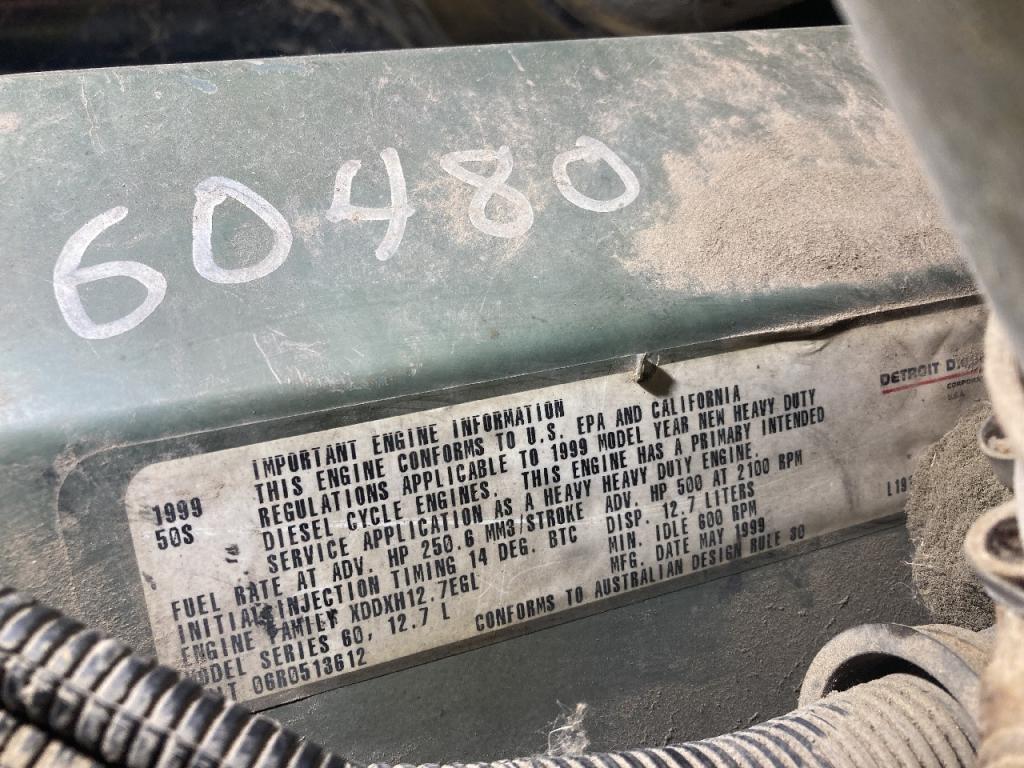 60480
DETROIT
CORPORATION
U.S.A.
1999
50S
IMPORTANT ENGINE INFORMATION
THIS ENGINE CONFORMS TO U.S. EPA AND CALIFORNIA
REGULATIONS APPLICABLE TO 1999 MODEL YEAR NEW HEAVY DUTY
DIESEL CYCLE ENGINES. THIS ENGINE HAS A PRIMARY INTENDED
SERVICE APPLICATION AS A HEAVY HEAVY DUTY ENGINE.
FUEL RATE AT ADV. HP 250.6 MM3/STROKE ADV. HP 500 AT 2100 RPM
INITIAL INJECTION TIMING 14 DEG. BTC DISP. 12.7 LITERS
ENGINE FAMILY XDDXH12.7EGL MIN. IDLE 600 RPM
MODEL SERIES 60, 12.7 L MFG. DATE MAY 1999
06R0513612 CONFORMS TO AUSTRALIAN DESIGN RULE 30